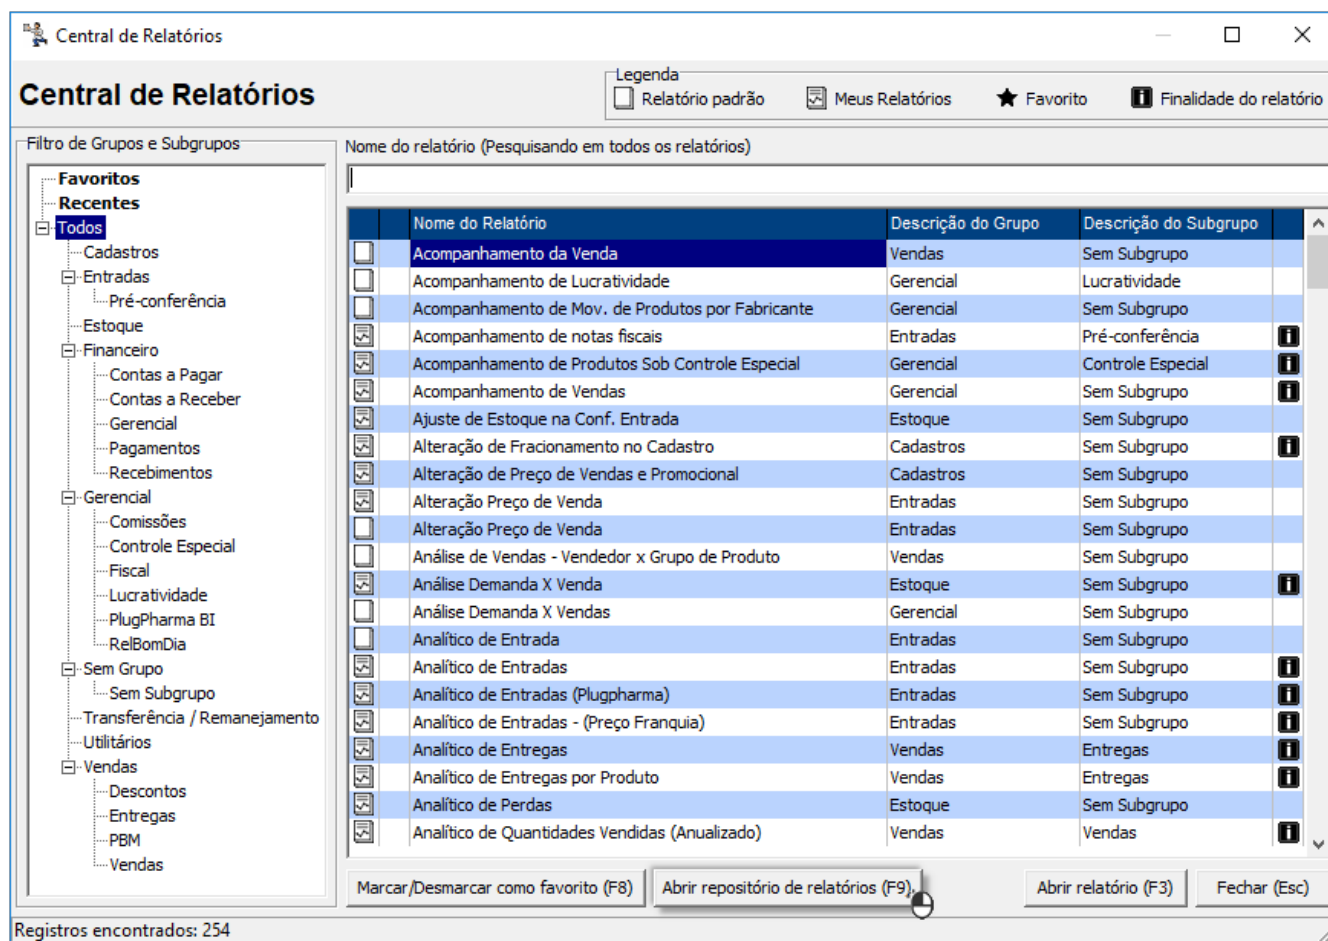 Central de Relatórios
Central de Relatórios
Legenda
Relatório padrão Meus Relatórios Favorito Finalidade do relatório
Filtro de Grupos e Subgrupos
Favoritos
Recentes
Todos
Cadastros
Entradas
Pré-conferência
Estoque
Financeiro
Contas a Pagar
Contas a Receber
Gerencial
Pagamentos
Recebimentos
Gerencial
Comissões
Controle Especial
Fiscal
Lucratividade
PlugPharma BI
RelBomDia
Sem Grupo
Sem Subgrupo
Transferência / Remanejamento
Utilitários
Vendas
Descontos
Entregas
PBM
Vendas
Nome do relatório (Pesquisando em todos os relatórios)
Nome do Relatório Descrição do Grupo Descrição do Subgrupo
Acompanhamento da Venda Vendas Sem Subgrupo
Acompanhamento de Lucratividade Gerencial Lucratividade
Acompanhamento de Mov. de Produtos por Fabricante Gerencial Sem Subgrupo
Acompanhamento de notas fiscais Entradas Pré-conferência
Acompanhamento de Produtos Sob Controle Especial Gerencial Controle Especial
Acompanhamento de Vendas Gerencial Sem Subgrupo
Ajuste de Estoque na Conf. Entrada Estoque Sem Subgrupo
Alteração de Fracionamento no Cadastro Cadastros Sem Subgrupo
Alteração de Preço de Vendas e Promocional Cadastros Sem Subgrupo
Alteração Preço de Venda Entradas Sem Subgrupo
Alteração Preço de Venda Entradas Sem Subgrupo
Análise de Vendas - Vendedor x Grupo de Produto Vendas Sem Subgrupo
Análise Demanda X Venda Estoque Sem Subgrupo
Análise Demanda X Vendas Gerencial Sem Subgrupo
Analítico de Entrada Entradas Sem Subgrupo
Analítico de Entradas Entradas Sem Subgrupo
Analítico de Entradas (Plugpharma) Entradas Sem Subgrupo
Analítico de Entradas - (Preço Franquia) Entradas Sem Subgrupo
Analítico de Entregas Vendas Entregas
Analítico de Entregas por Produto Vendas Entregas
Analítico de Perdas Estoque Sem Subgrupo
Analítico de Quantidades Vendidas (Anualizado) Vendas Vendas
Marcar/Desmarcar como favorito (F8) Abrir repositório de relatórios (F9) Abrir relatório (F3) Fechar (Esc)
Registros encontrados: 254